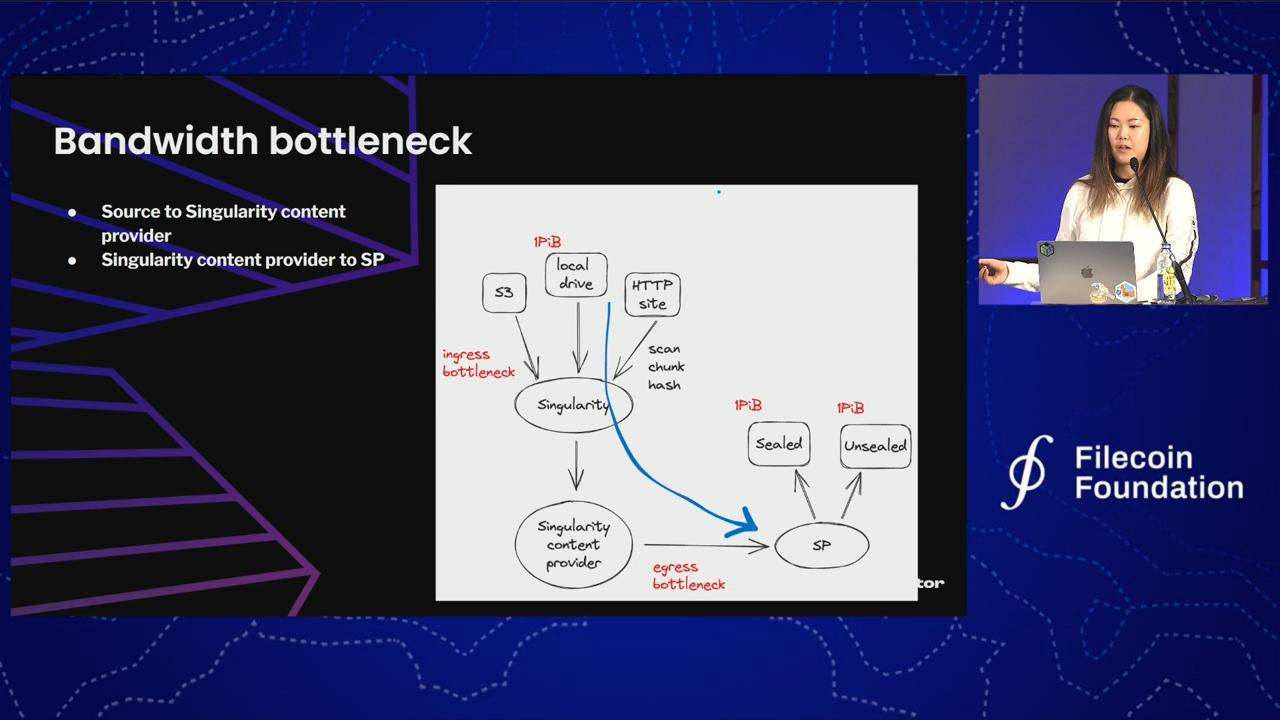 Bandwidth bottleneck
Source to Singularity content
provider
Singularity content provider to SP
1PiB
local
drive
S3
HTTP
site
ingress
bottleneck
scan
chunk
hash
Singularity
1PiB
1PiB
Sealed
Unsealed
Singularity
content
provider
SP
egress
bottleneck
tor
Filecoin
Foundation